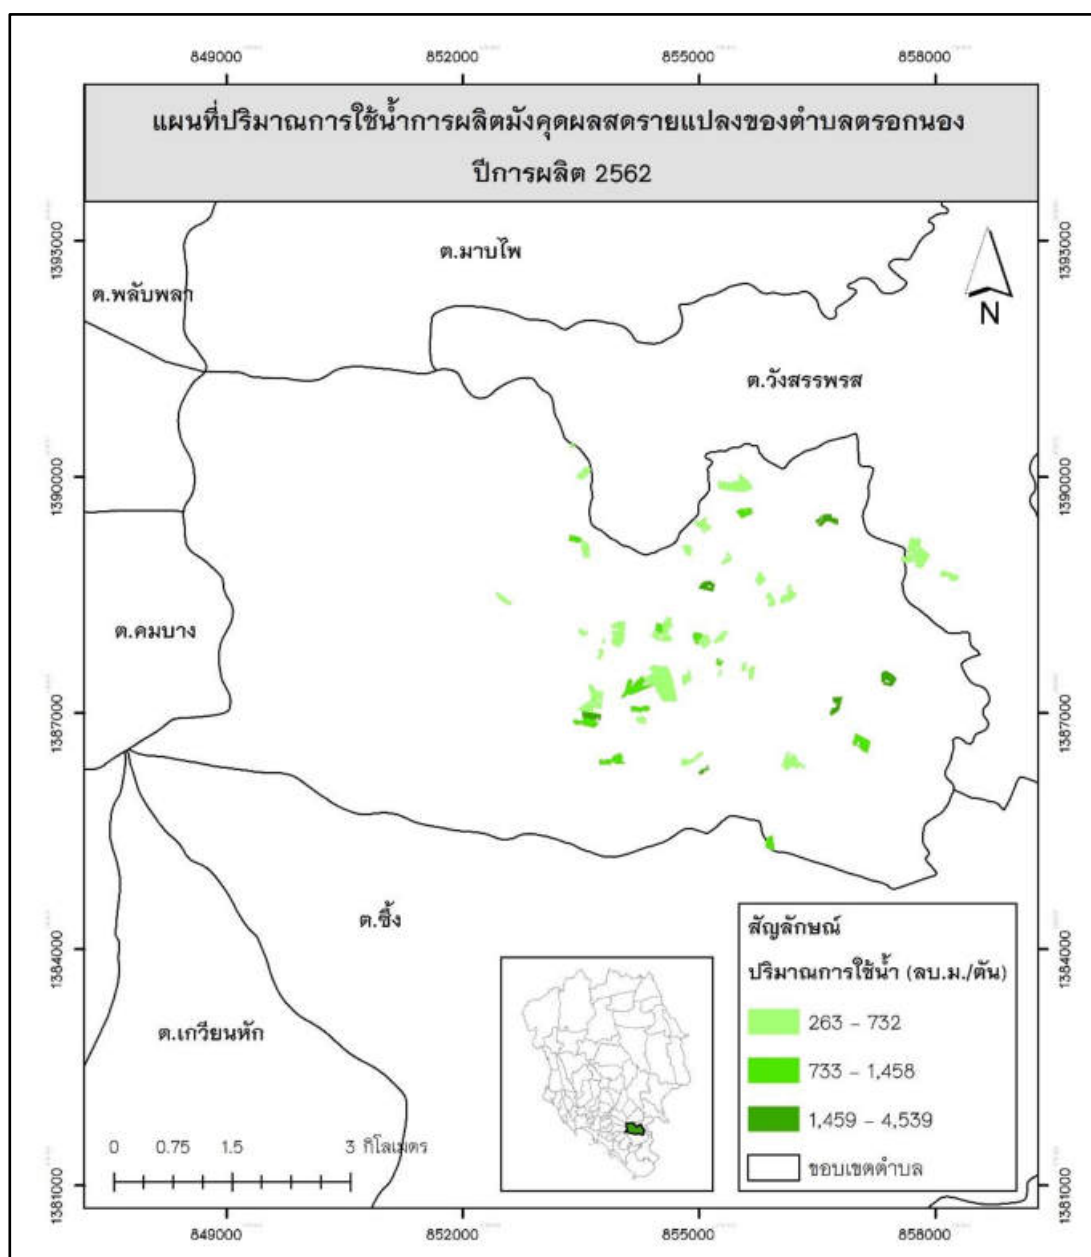 849000 852000 855000 858000
แผนที่ปริมาณการใช้น้ำการผลิตมังคุดผลสดรายแปลงของตำบลตรอกนอง
ปีการผลิต 2562
1393000 1393000
ต.มาบไพ
ต.พลับพลา
N
ต.วังสรรพรส
1390000 1390000
ต.คมบาง
1387000 1387000
ต.ซึ้ง
1384000 1384000
ต.เกวียนหัก
สัญลักษณ์
ปริมาณการใช้น้ำ (ลบ.ม./ตัน)
263 - 732
733 - 1,458
1,459 - 4,539
ขอบเขตตำบล
0 0.75 1.5 3 กิโลเมตร
1381000 1381000
849000 852000 855000 858000